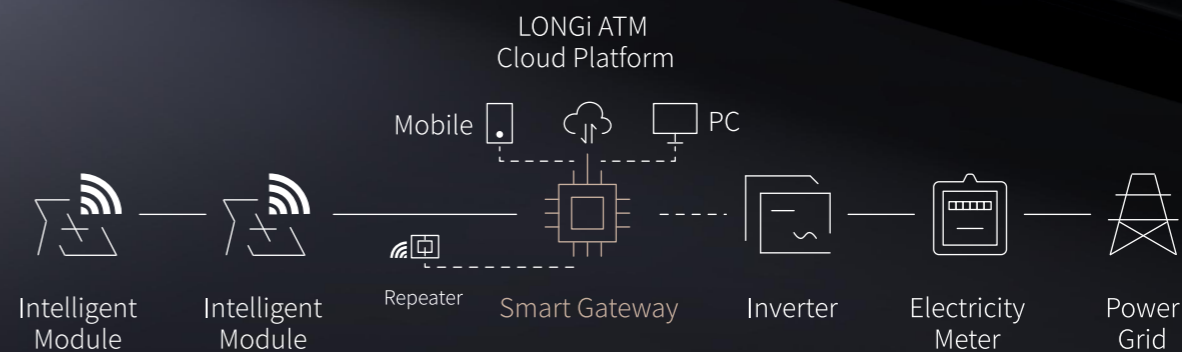 LONGi ATM
Cloud Platform
Mobile
PC
Intelligent
Module
Intelligent
Module
Repeater
Smart Gateway
Inverter
Electricity
Meter
Power
Grid